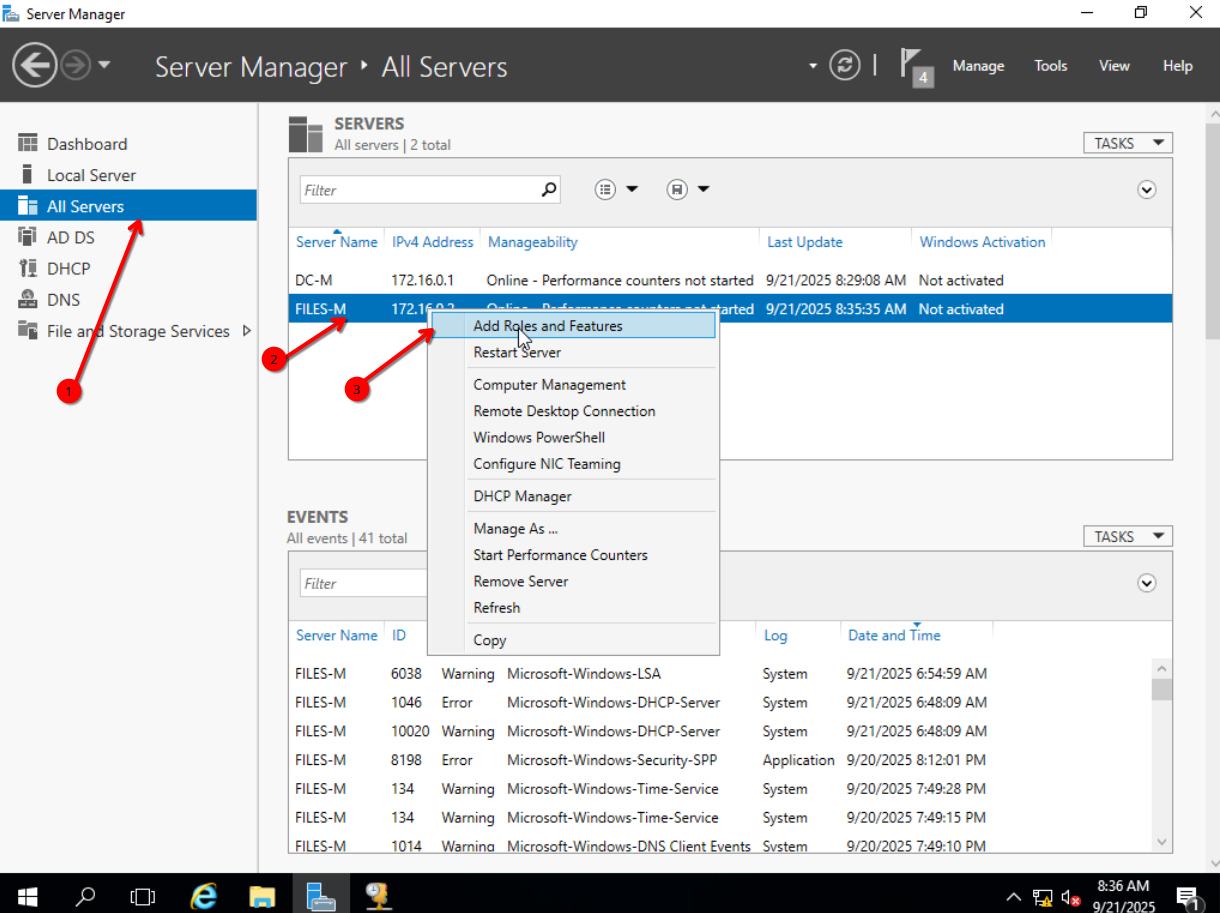 Server Manager
Server Manager ‣ All Servers
4
Manage Tools View Help
Dashboard
Local Server
All Servers
AD DS
DHCP
DNS
File and Storage Services
1
2
3
SERVERS
All servers | 2 total
TASKS
Filter
Server Name IPv4 Address Manageability Last Update Windows Activation
DC-M 172.16.0.1 Online - Performance counters not started 9/21/2025 8:29:08 AM Not activated
FILES-M 172.16.0.2 Online - Performance counters not started 9/21/2025 8:35:35 AM Not activated
Add Roles and Features
Restart Server
Computer Management
Remote Desktop Connection
Windows PowerShell
Configure NIC Teaming
DHCP Manager
Manage As ...
Start Performance Counters
Remove Server
Refresh
Copy
EVENTS
All events | 41 total
TASKS
Filter
Server Name ID Log Date and Time
FILES-M 6038 Warning Microsoft-Windows-LSA System 9/21/2025 6:54:59 AM
FILES-M 1046 Error Microsoft-Windows-DHCP-Server System 9/21/2025 6:48:09 AM
FILES-M 10020 Warning Microsoft-Windows-DHCP-Server System 9/21/2025 6:48:09 AM
FILES-M 8198 Error Microsoft-Windows-Security-SPP Application 9/20/2025 8:12:01 PM
FILES-M 134 Warning Microsoft-Windows-Time-Service System 9/20/2025 7:49:28 PM
FILES-M 134 Warning Microsoft-Windows-Time-Service System 9/20/2025 7:49:15 PM
FILES-M 1014 Warning Microsoft-Windows-DNS Client Events System 9/20/2025 7:49:10 PM
8:36 AM
9/21/2025
1